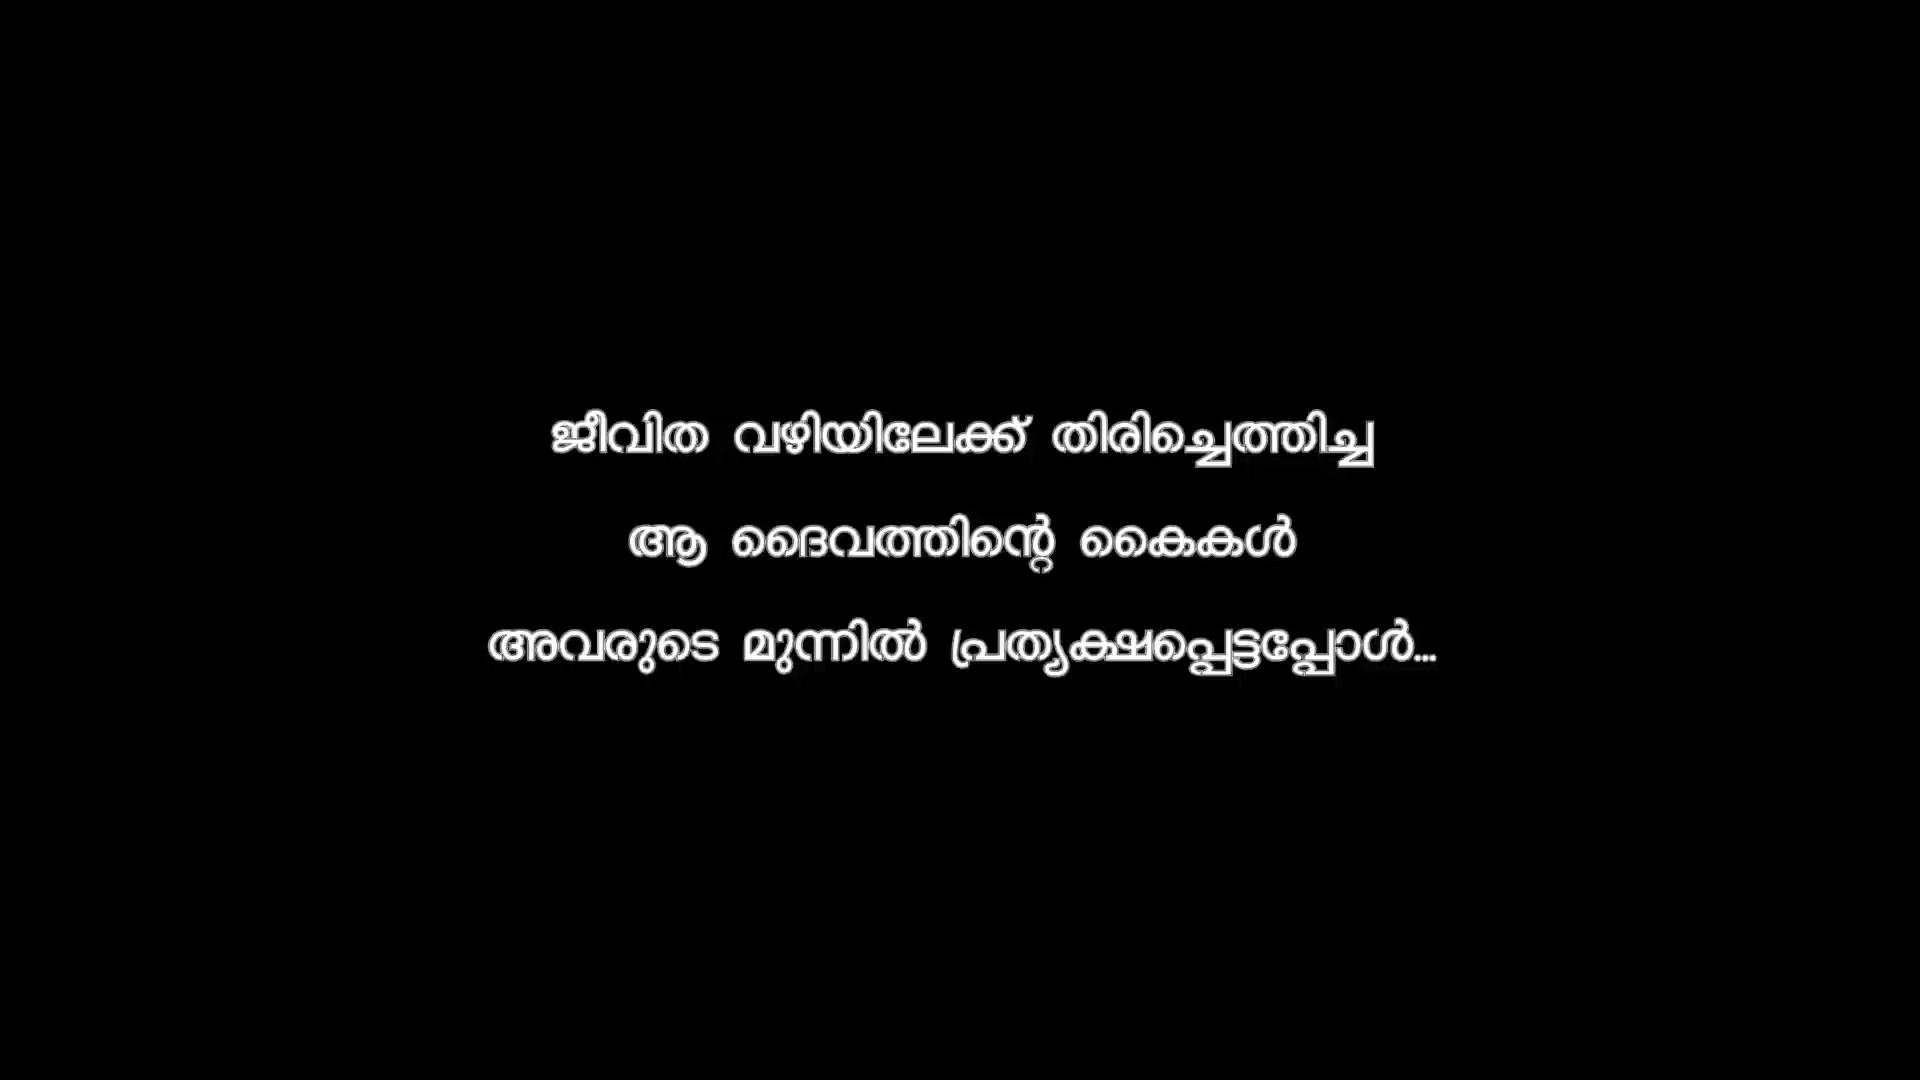 ജീവിത വഴിയിലേക്ക് തിരിച്ചെത്തിച്ച
ആ ദൈവത്തിന്റെ കൈകൾ
അവരുടെ മുന്നിൽ പ്രത്യക്ഷപ്പെട്ടപ്പോൾ...